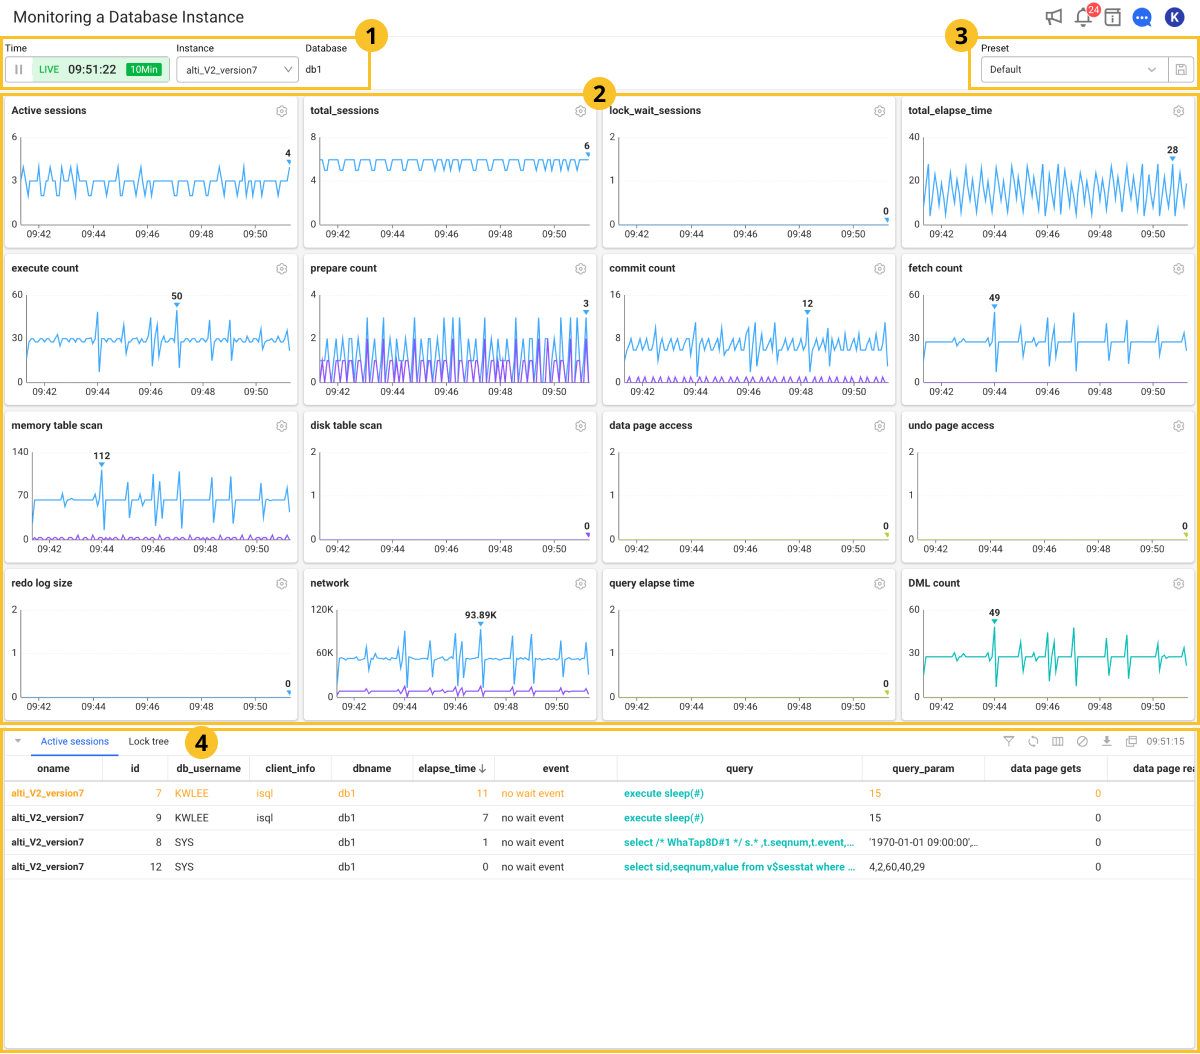 Monitoring a Database Instance
24
K
1
Time
Instance
Database
LIVE 09:51:22 10Min
alti_V2_version7
db1
3
Preset
Default
2
Active sessions
6
3
0
4
09:42 09:44 09:46 09:48 09:50
total_sessions
8
4
0
6
09:42 09:44 09:46 09:48 09:50
lock_wait_sessions
2
1
0
0
09:42 09:44 09:46 09:48 09:50
total_elapse_time
40
20
0
28
09:42 09:44 09:46 09:48 09:50
execute count
60
30
0
50
09:42 09:44 09:46 09:48 09:50
prepare count
4
2
0
3
09:42 09:44 09:46 09:48 09:50
commit count
16
8
0
12
09:42 09:44 09:46 09:48 09:50
fetch count
60
30
0
49
09:42 09:44 09:46 09:48 09:50
memory table scan
140
70
0
112
09:42 09:44 09:46 09:48 09:50
disk table scan
2
1
0
0
09:42 09:44 09:46 09:48 09:50
data page access
2
1
0
0
09:42 09:44 09:46 09:48 09:50
undo page access
2
1
0
0
09:42 09:44 09:46 09:48 09:50
redo log size
2
1
0
0
09:42 09:44 09:46 09:48 09:50
network
120K
60K
0
93.89K
09:42 09:44 09:46 09:48 09:50
query elapse time
2
1
0
0
09:42 09:44 09:46 09:48 09:50
DML count
60
30
0
49
09:42 09:44 09:46 09:48 09:50
Active sessions Lock tree 4 09:51:15
oname id db_username client_info dbname elapse_time event query query_param data page gets data page rea
alti_V2_version7 7 KWLEE isql db1 11 no wait event execute sleep(#) 15 0
alti_V2_version7 9 KWLEE isql db1 7 no wait event execute sleep(#) 15 0
alti_V2_version7 8 SYS db1 1 no wait event select /* WhaTap8D#1 */ s.* ,t.seqnum,t.event,... '1970-01-01 09:00:00',... 0
alti_V2_version7 12 SYS db1 0 no wait event select sid,seqnum,value from v$sesstat where ... 4,2,60,40,29 0